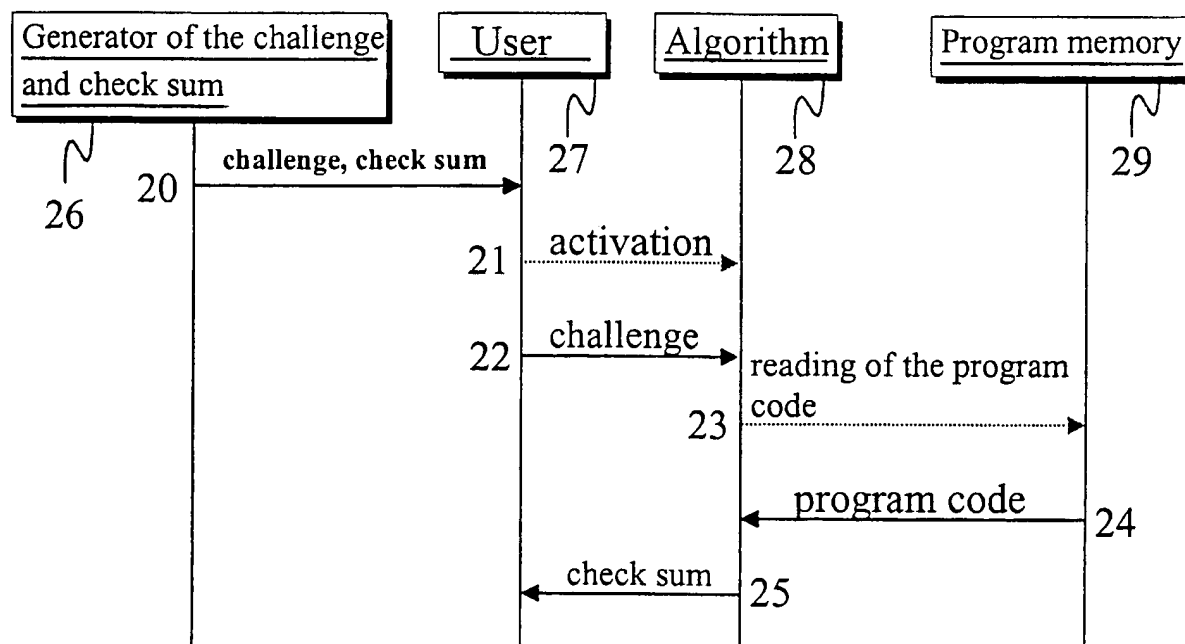 Generator of the challenge
and check sum
User
Algorithm
Program memory
26
27
28
29
20
challenge, check sum
21
activation
22
challenge
reading of the program
code
23
program code
24
check sum
25